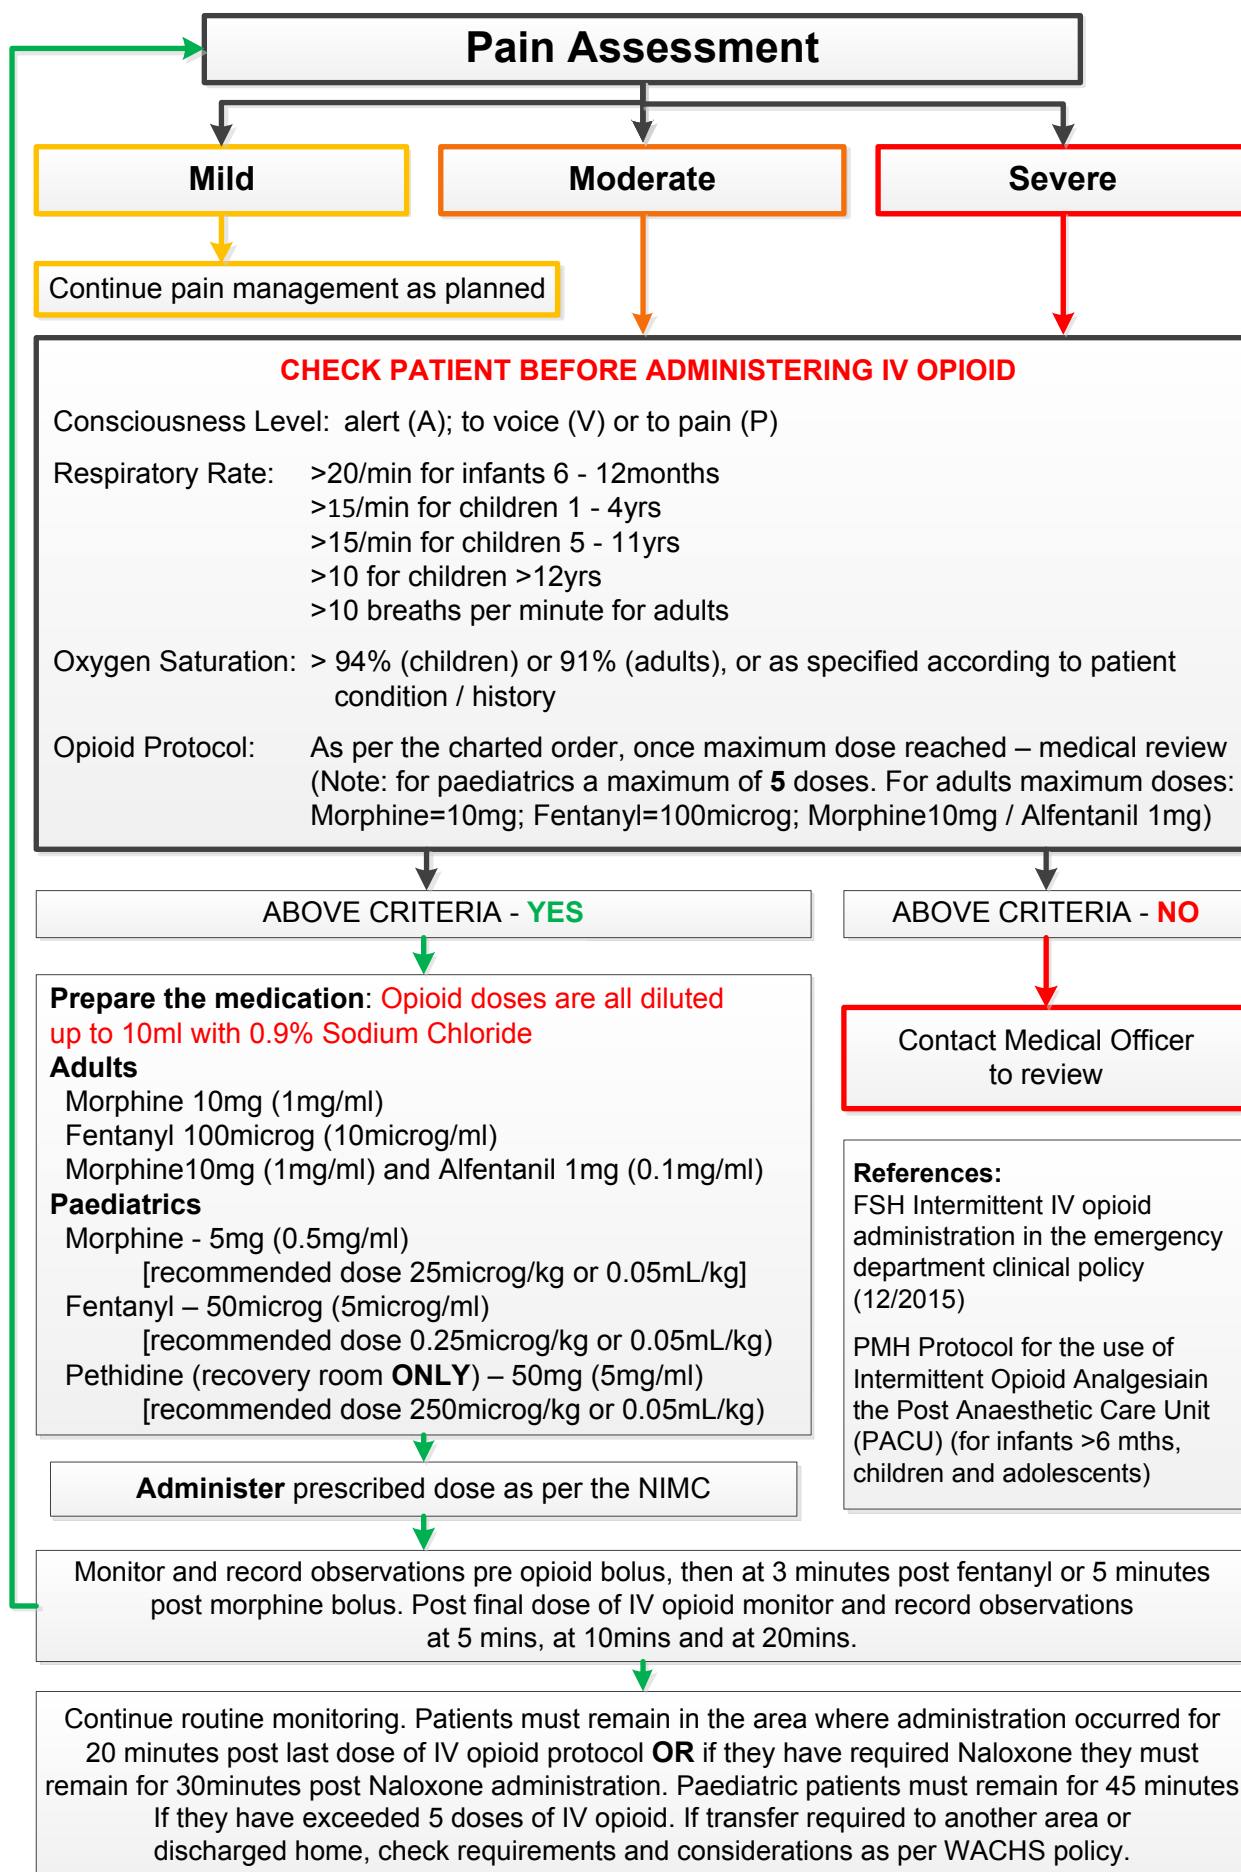 Pain Assessment
Mild
Moderate
Severe
Continue pain management as planned
CHECK PATIENT BEFORE ADMINISTERING IV OPIOID
Consciousness Level: alert (A); to voice (V) or to pain (P)
Respiratory Rate: >20/min for infants 6 - 12months
>15/min for children 1 - 4yrs
>15/min for children 5 - 11yrs
>10 for children >12yrs
>10 breaths per minute for adults
Oxygen Saturation: > 94% (children) or 91% (adults), or as specified according to patient
condition / history
Opioid Protocol: As per the charted order, once maximum dose reached – medical review
(Note: for paediatrics a maximum of 5 doses. For adults maximum doses:
Morphine=10mg; Fentanyl=100microg; Morphine10mg / Alfentanil 1mg)
ABOVE CRITERIA - YES
ABOVE CRITERIA - NO
Prepare the medication: Opioid doses are all diluted
up to 10ml with 0.9% Sodium Chloride
Adults
Morphine 10mg (1mg/ml)
Fentanyl 100microg (10microg/ml)
Morphine10mg (1mg/ml) and Alfentanil 1mg (0.1mg/ml)
Paediatrics
Morphine - 5mg (0.5mg/ml)
[recommended dose 25microg/kg or 0.05mL/kg]
Fentanyl – 50microg (5microg/ml)
[recommended dose 0.25microg/kg or 0.05mL/kg)
Pethidine (recovery room ONLY) – 50mg (5mg/ml)
[recommended dose 250microg/kg or 0.05mL/kg)
Contact Medical Officer
to review
References:
FSH Intermittent IV opioid
administration in the emergency
department clinical policy
(12/2015)
PMH Protocol for the use of
Intermittent Opioid Analgesiain
the Post Anaesthetic Care Unit
(PACU) (for infants >6 mths,
children and adolescents)
Administer prescribed dose as per the NIMC
Monitor and record observations pre opioid bolus, then at 3 minutes post fentanyl or 5 minutes
post morphine bolus. Post final dose of IV opioid monitor and record observations
at 5 mins, at 10mins and at 20mins.
Continue routine monitoring. Patients must remain in the area where administration occurred for
20 minutes post last dose of IV opioid protocol OR if they have required Naloxone they must
remain for 30minutes post Naloxone administration. Paediatric patients must remain for 45 minutes
If they have exceeded 5 doses of IV opioid. If transfer required to another area or
discharged home, check requirements and considerations as per WACHS policy.